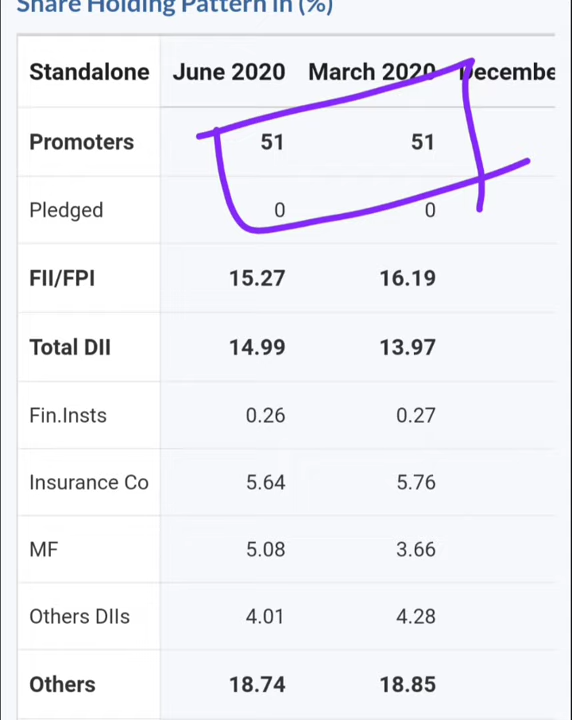 Share Holding Pattern in (%)
Standalone June 2020 March 2020 Decembe
Promoters 51 51
Pledged 0 0
FII/FPI 15.27 16.19
Total DII 14.99 13.97
Fin.Insts 0.26 0.27
Insurance Co 5.64 5.76
MF 5.08 3.66
Others DIIs 4.01 4.28
Others 18.74 18.85